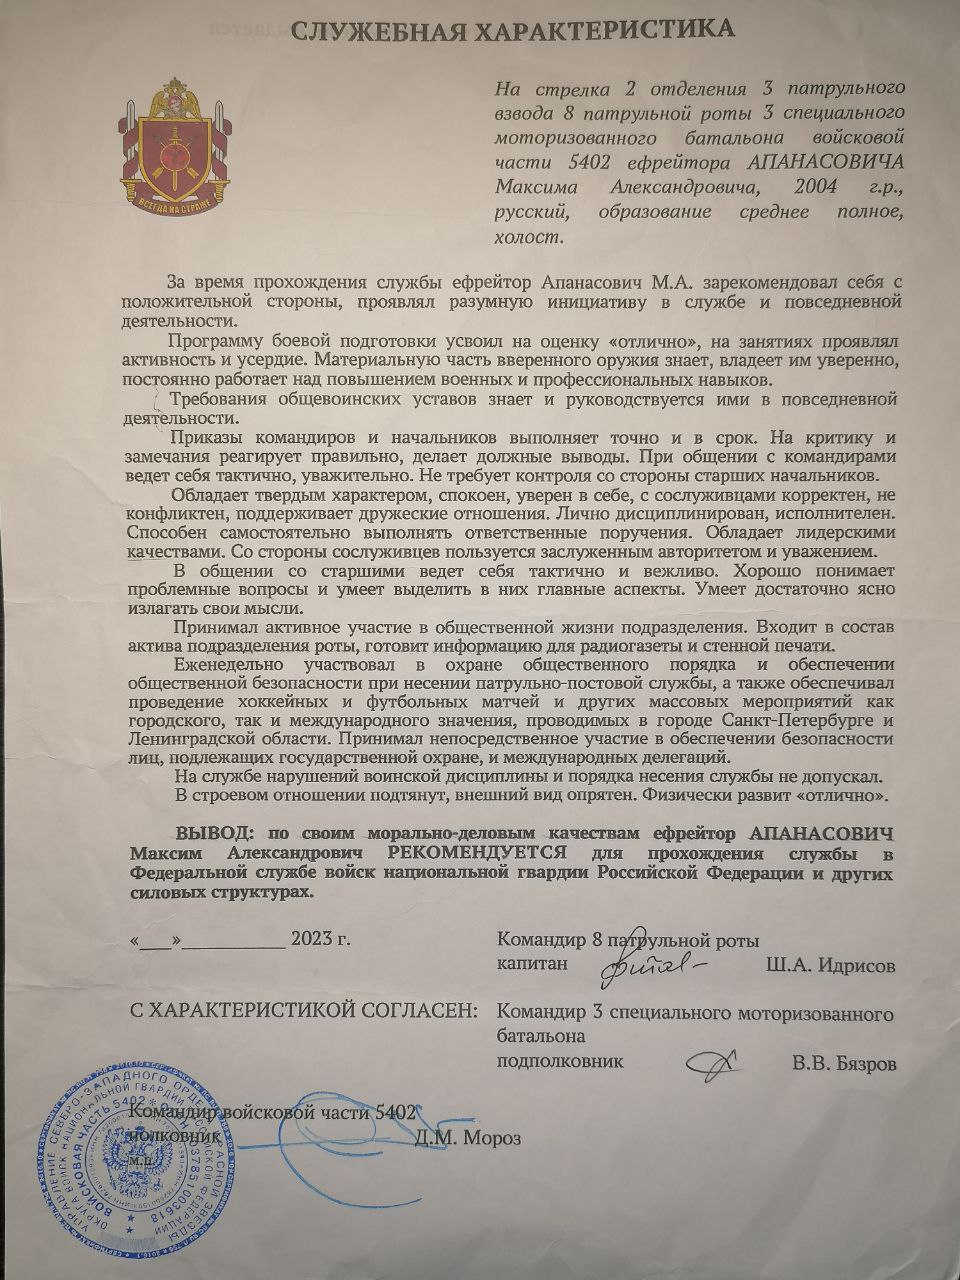 СЛУЖЕБНАЯ ХАРАКТЕРИСТИКА
ВСЕГДА НА СТРАЖЕ
На стрелка 2 отделения 3 патрульного
взвода 8 патрульной роты 3 специального
моторизованного батальона войсковой
части 5402 ефрейтора АПАНАСОВИЧА
Максима Александровича, 2004 г.р.,
русский, образование среднее полное,
холост.
За время прохождения службы ефрейтор Апанасович М.А. зарекомендовал себя с
положительной стороны, проявлял разумную инициативу в службе и повседневной
деятельности.
Программу боевой подготовки усвоил на оценку «отлично», на занятиях проявлял
активность и усердие. Материальную часть вверенного оружия знает, владеет им уверенно,
постоянно работает над повышением военных и профессиональных навыков.
Требования общевоинских уставов знает и руководствуется ими в повседневной
деятельности.
Приказы командиров и начальников выполняет точно и в срок. На критику и
замечания реагирует правильно, делает должные выводы. При общении с командирами
ведет себя тактично, уважительно. Не требует контроля со стороны старших начальников.
Обладает твердым характером, спокоен, уверен в себе, с сослуживцами корректен, не
конфликтен, поддерживает дружеские отношения. Лично дисциплинирован, исполнителен.
Способен самостоятельно выполнять ответственные поручения. Обладает лидерскими
качествами. Со стороны сослуживцев пользуется заслуженным авторитетом и уважением.
В общении со старшими ведет себя тактично и вежливо. Хорошо понимает
проблемные вопросы и умеет выделить в них главные аспекты. Умеет достаточно ясно
излагать свои мысли.
Принимал активное участие в общественной жизни подразделения. Входит в состав
актива подразделения роты, готовит информацию для радиогазеты и стенной печати.
Еженедельно участвовал в охране общественного порядка и обеспечении
общественной безопасности при несении патрульно-постовой службы, а также обеспечивал
проведение хоккейных и футбольных матчей и других массовых мероприятий как
городского, так и международного значения, проводимых в городе Санкт-Петербурге и
Ленинградской области. Принимал непосредственное участие в обеспечении безопасности
лиц, подлежащих государственной охране, и международных делегаций.
На службе нарушений воинской дисциплины и порядка несения службы не допускал.
В строевом отношении подтянут, внешний вид опрятен. Физически развит «отлично».
ВЫВОД: по своим морально-деловым качествам ефрейтор АПАНАСОВИЧ
Максим Александрович РЕКОМЕНДУЕТСЯ для прохождения службы в
Федеральной службе войск национальной гвардии Российской Федерации и других
силовых структурах.
«___»___________ 2023 г.
Командир 8 патрульной роты
капитан Ш.А. Идрисов
С ХАРАКТЕРИСТИКОЙ СОГЛАСЕН:
Командир 3 специального моторизованного
батальона
подполковник В.В. Бязров
Командир войсковой части 5402
полковник Д.М. Мороз
м.п.
УПРАВЛЕНИЕ СЕВЕРО-ЗАПАДНОГО ОРДЕНА КРАСНОЙ ЗВЕЗДЫ
ОКРУГА ВОЙСК НАЦИОНАЛЬНОЙ ГВАРДИИ РОССИЙСКОЙ ФЕДЕРАЦИИ
ВОЙСКОВАЯ ЧАСТЬ 5402